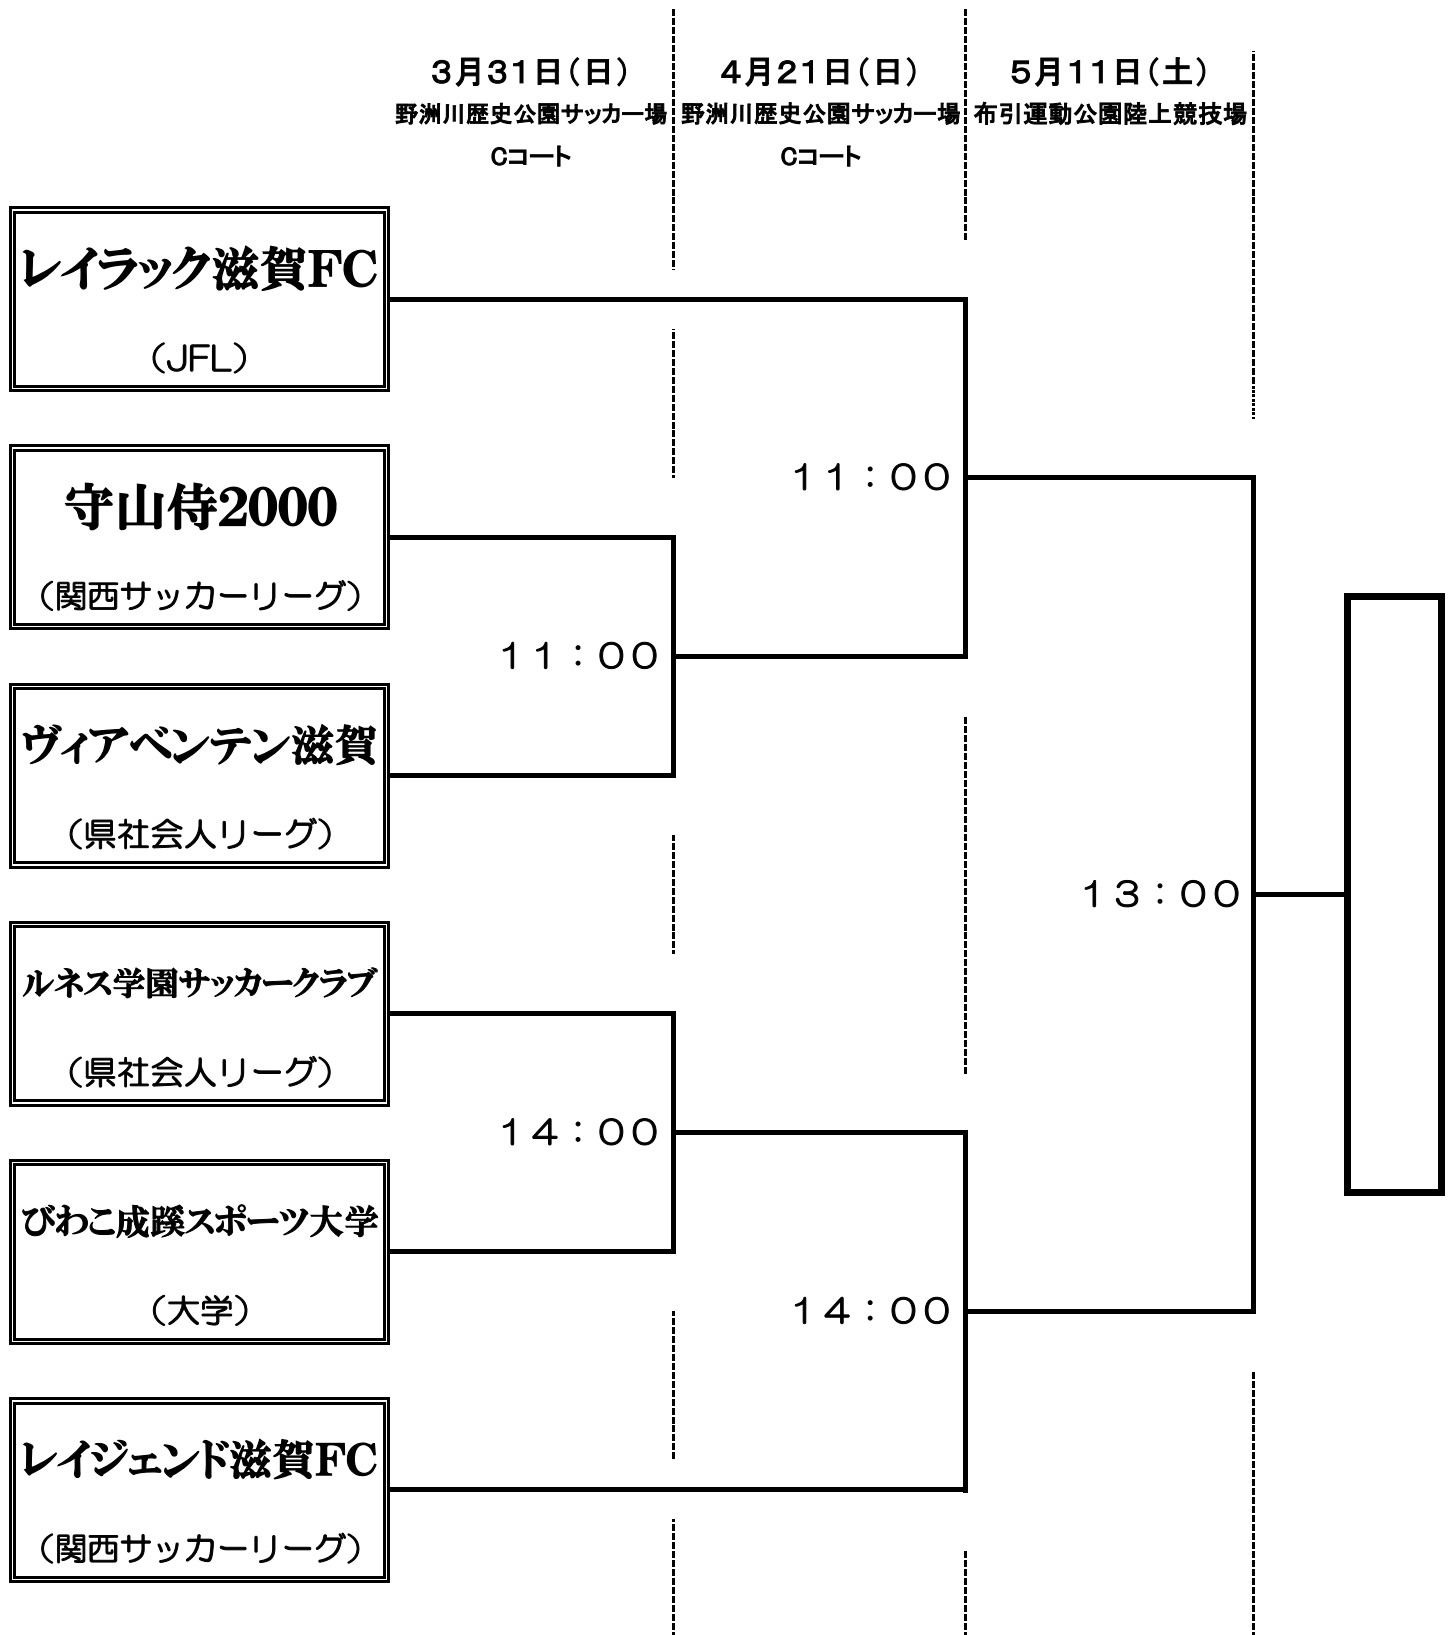 3月31日（日）
野洲川歴史公園サッカー場
Cコート
4月21日（日）
野洲川歴史公園サッカー場
Cコート
5月11日（土）
布引運動公園陸上競技場
レイラック滋賀FC
（JFL）
守山侍2000
（関西サッカーリーグ）
ヴィアベンテン滋賀
（県社会人リーグ）
ルネス学園サッカークラブ
（県社会人リーグ）
びわこ成蹊スポーツ大学
（大学）
レイジェンド滋賀FC
（関西サッカーリーグ）
11：00
14：00
11：00
14：00
13：00